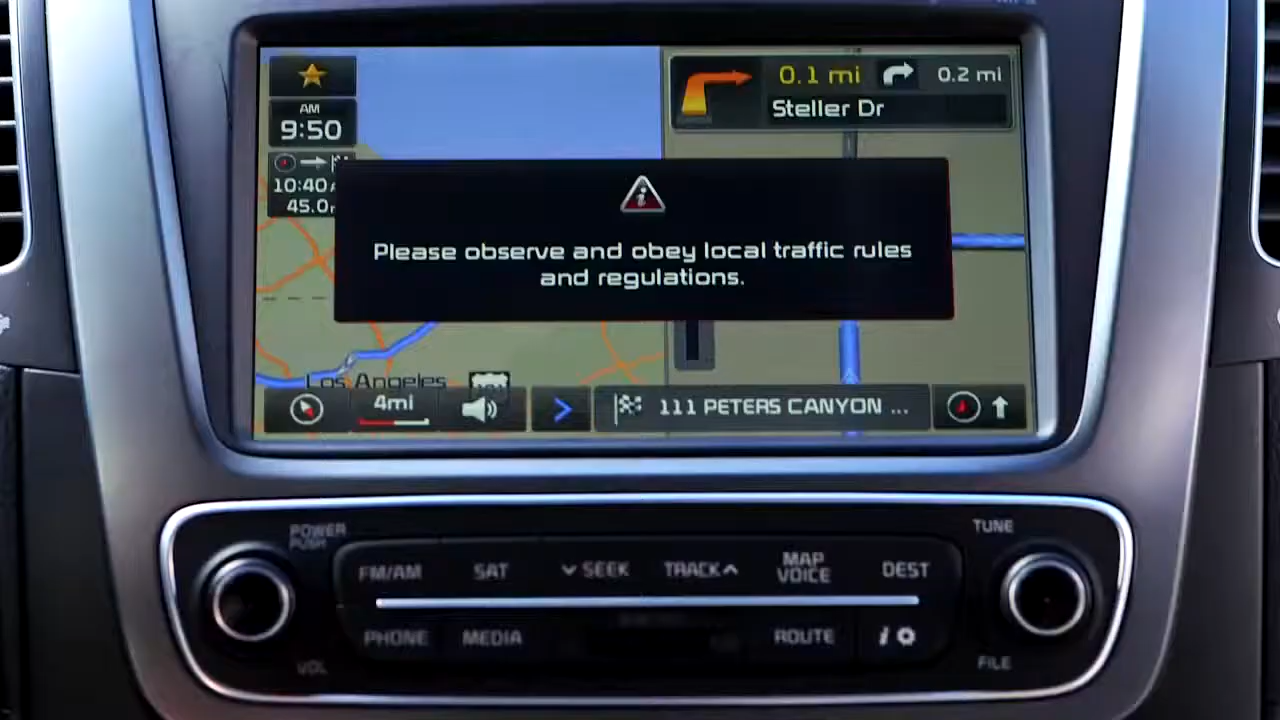 AM
9:50
10:40
45.0
0.1 mi
0.2 mi
Steller Dr
Please observe and obey local traffic rules
and regulations.
Los Angeles
4mi
111 PETERS CANYON ...
POWER
PUSH
VOL
FM/AM
SAT
SEEK
TRACK
MAP
VOICE
DEST
PHONE
MEDIA
ROUTE
i
TUNE
FILE